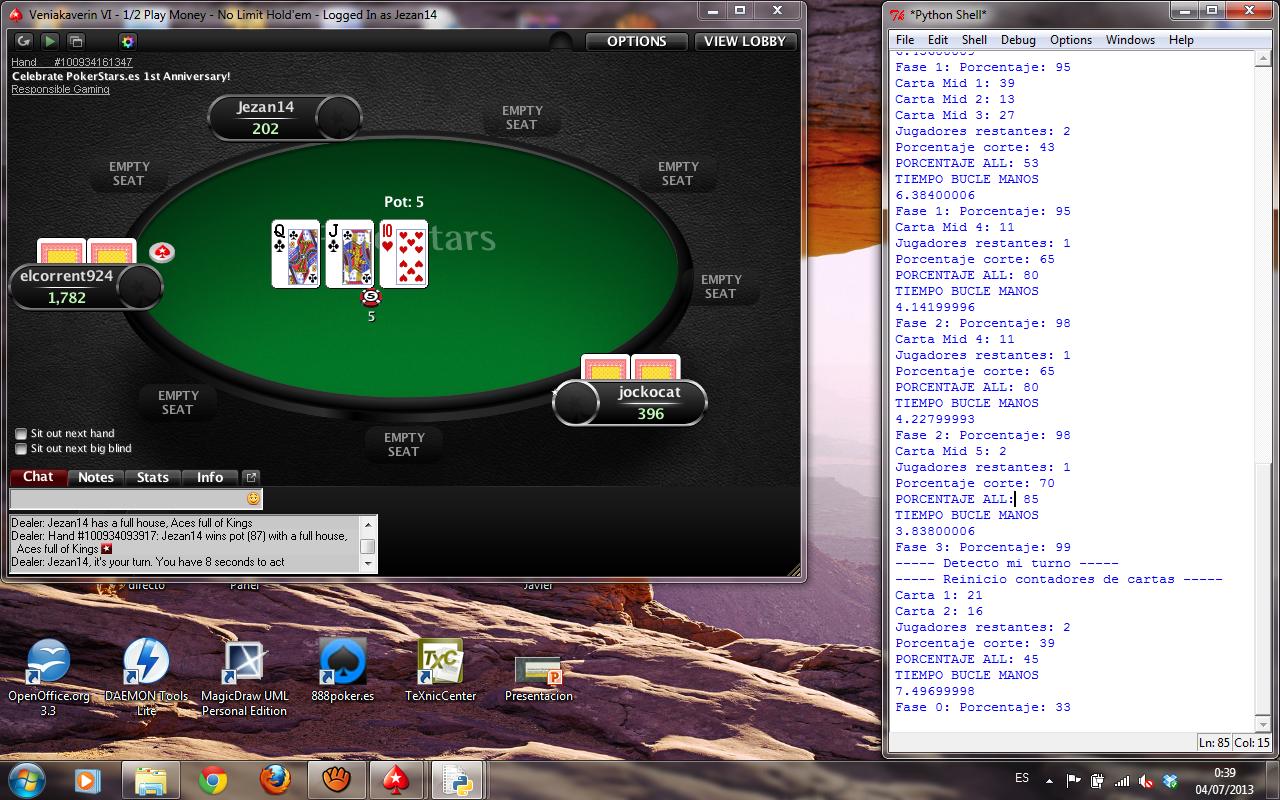 Veniakaverin VI - 1/2 Play Money - No Limit Hold'em - Logged In as Jezan14
OPTIONS
VIEW LOBBY
Hand #100934161347
Celebrate PokerStars.es 1st Anniversary!
Responsible Gaming
Jezan14
202
EMPTY SEAT
EMPTY SEAT
EMPTY SEAT
Pot: 5
Q
J
10
stars
elcorrent924
1,782
5
EMPTY SEAT
jockocat
396
EMPTY SEAT
EMPTY SEAT
Sit out next hand
Sit out next big blind
Chat
Notes
Stats
Info
Dealer: Jezan14 has a full house, Aces full of Kings
Dealer: Hand #100934093917: Jezan14 wins pot (87) with a full house,
Aces full of Kings
Dealer: Jezan14, it's your turn. You have 8 seconds to act
directo
Panel
Javier
OpenOffice.org 3.3
DAEMON Tools Lite
MagicDraw UML Personal Edition
888poker.es
TeXnicCenter
Presentacion
*Python Shell*
File Edit Shell Debug Options Windows Help
Fase 1: Porcentaje: 95
Carta Mid 1: 39
Carta Mid 2: 13
Carta Mid 3: 27
Jugadores restantes: 2
Porcentaje corte: 43
PORCENTAJE ALL: 53
TIEMPO BUCLE MANOS
6.38400006
Fase 1: Porcentaje: 95
Carta Mid 4: 11
Jugadores restantes: 1
Porcentaje corte: 65
PORCENTAJE ALL: 80
TIEMPO BUCLE MANOS
4.14199996
Fase 2: Porcentaje: 98
Carta Mid 4: 11
Jugadores restantes: 1
Porcentaje corte: 65
PORCENTAJE ALL: 80
TIEMPO BUCLE MANOS
4.22799993
Fase 2: Porcentaje: 98
Carta Mid 5: 2
Jugadores restantes: 1
Porcentaje corte: 70
PORCENTAJE ALL: 85
TIEMPO BUCLE MANOS
3.83800006
Fase 3: Porcentaje: 99
----- Detecto mi turno -----
----- Reinicio contadores de cartas -----
Carta 1: 21
Carta 2: 16
Jugadores restantes: 2
Porcentaje corte: 39
PORCENTAJE ALL: 45
TIEMPO BUCLE MANOS
7.49699998
Fase 0: Porcentaje: 33
Ln: 85 Col: 15
ES
0:39
04/07/2013